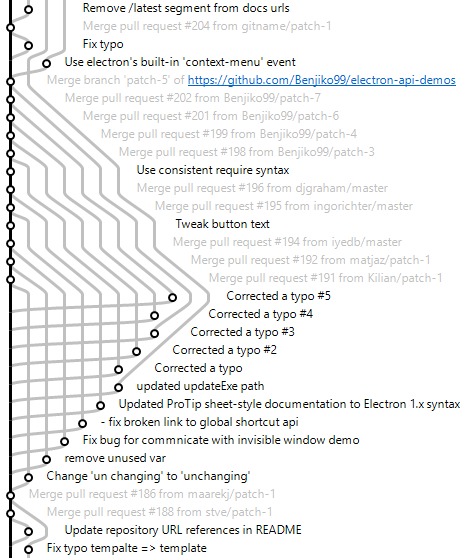 Remove /latest segment from docs urls
Merge pull request #204 from gitname/patch-1
Fix typo
Use electron's built-in 'context-menu' event
Merge branch 'patch-5' of https://github.com/Benjiko99/electron-api-demos
Merge pull request #202 from Benjiko99/patch-7
Merge pull request #201 from Benjiko99/patch-6
Merge pull request #199 from Benjiko99/patch-4
Merge pull request #198 from Benjiko99/patch-3
Use consistent require syntax
Merge pull request #196 from djgraham/master
Merge pull request #195 from ingorichter/master
Tweak button text
Merge pull request #194 from iyedb/master
Merge pull request #192 from matjaz/patch-1
Merge pull request #191 from Kilian/patch-1
Corrected a typo #5
Corrected a typo #4
Corrected a typo #3
Corrected a typo #2
Corrected a typo
updated updateExe path
Updated ProTip sheet-style documentation to Electron 1.x syntax
- fix broken link to global shortcut api
Fix bug for commnicate with invisible window demo
remove unused var
Change 'un changing' to 'unchanging'
Merge pull request #186 from maarekj/patch-1
Merge pull request #188 from stve/patch-1
Update repository URL references in README
Fix typo tempalte => template